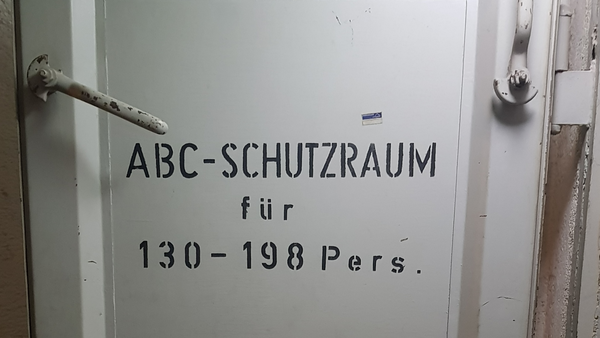 ABC-SCHUTZRAUM
für
130-198 Pers.